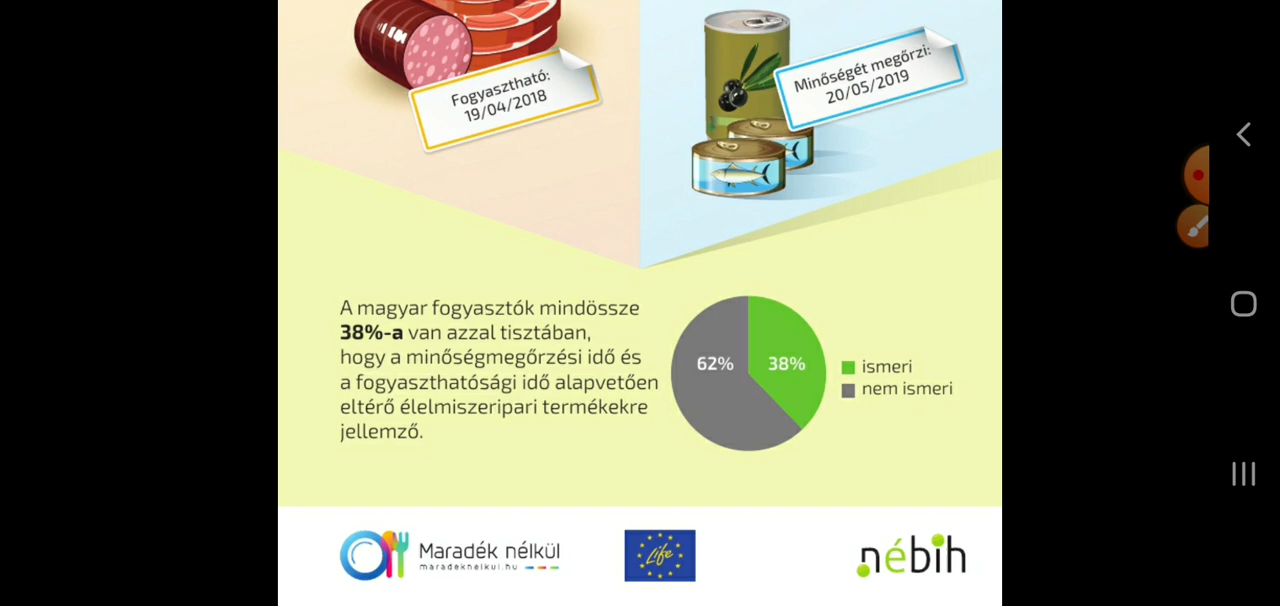 Fogyasztható:
19/04/2018
Minőségét megőrzi:
20/05/2019
A magyar fogyasztók mindössze
38%-a van azzal tisztában,
hogy a minőségmegőrzési idő és
a fogyaszthatósági idő alapvetően
eltérő élelmiszeripari termékekre
jellemző.
62%
38%
ismeri
nem ismeri
Maradék nélkül
maradeknelkul.hu
Life
nébih